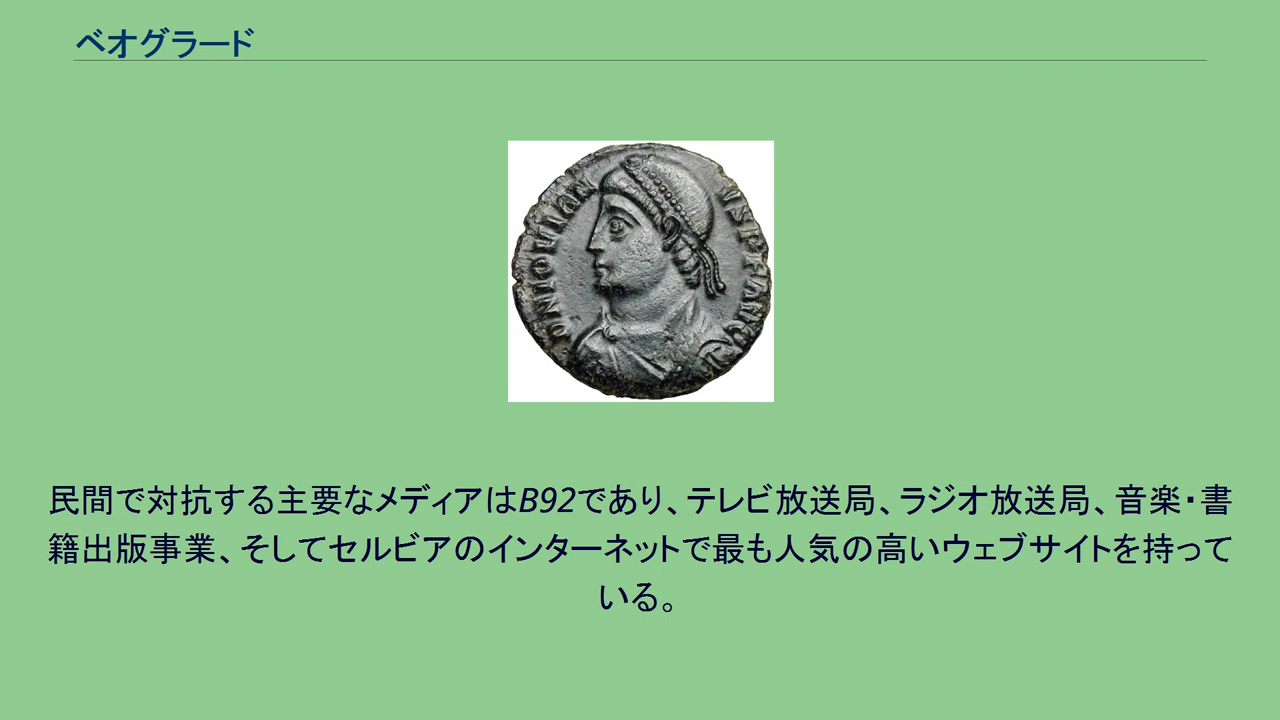 ベオグラード
D N IOVIAN
VS P F AVG
民間で対抗する主要なメディアはB92であり、テレビ放送局、ラジオ放送局、音楽・書
籍出版事業、そしてセルビアのインターネットで最も人気の高いウェブサイトを持って
いる。